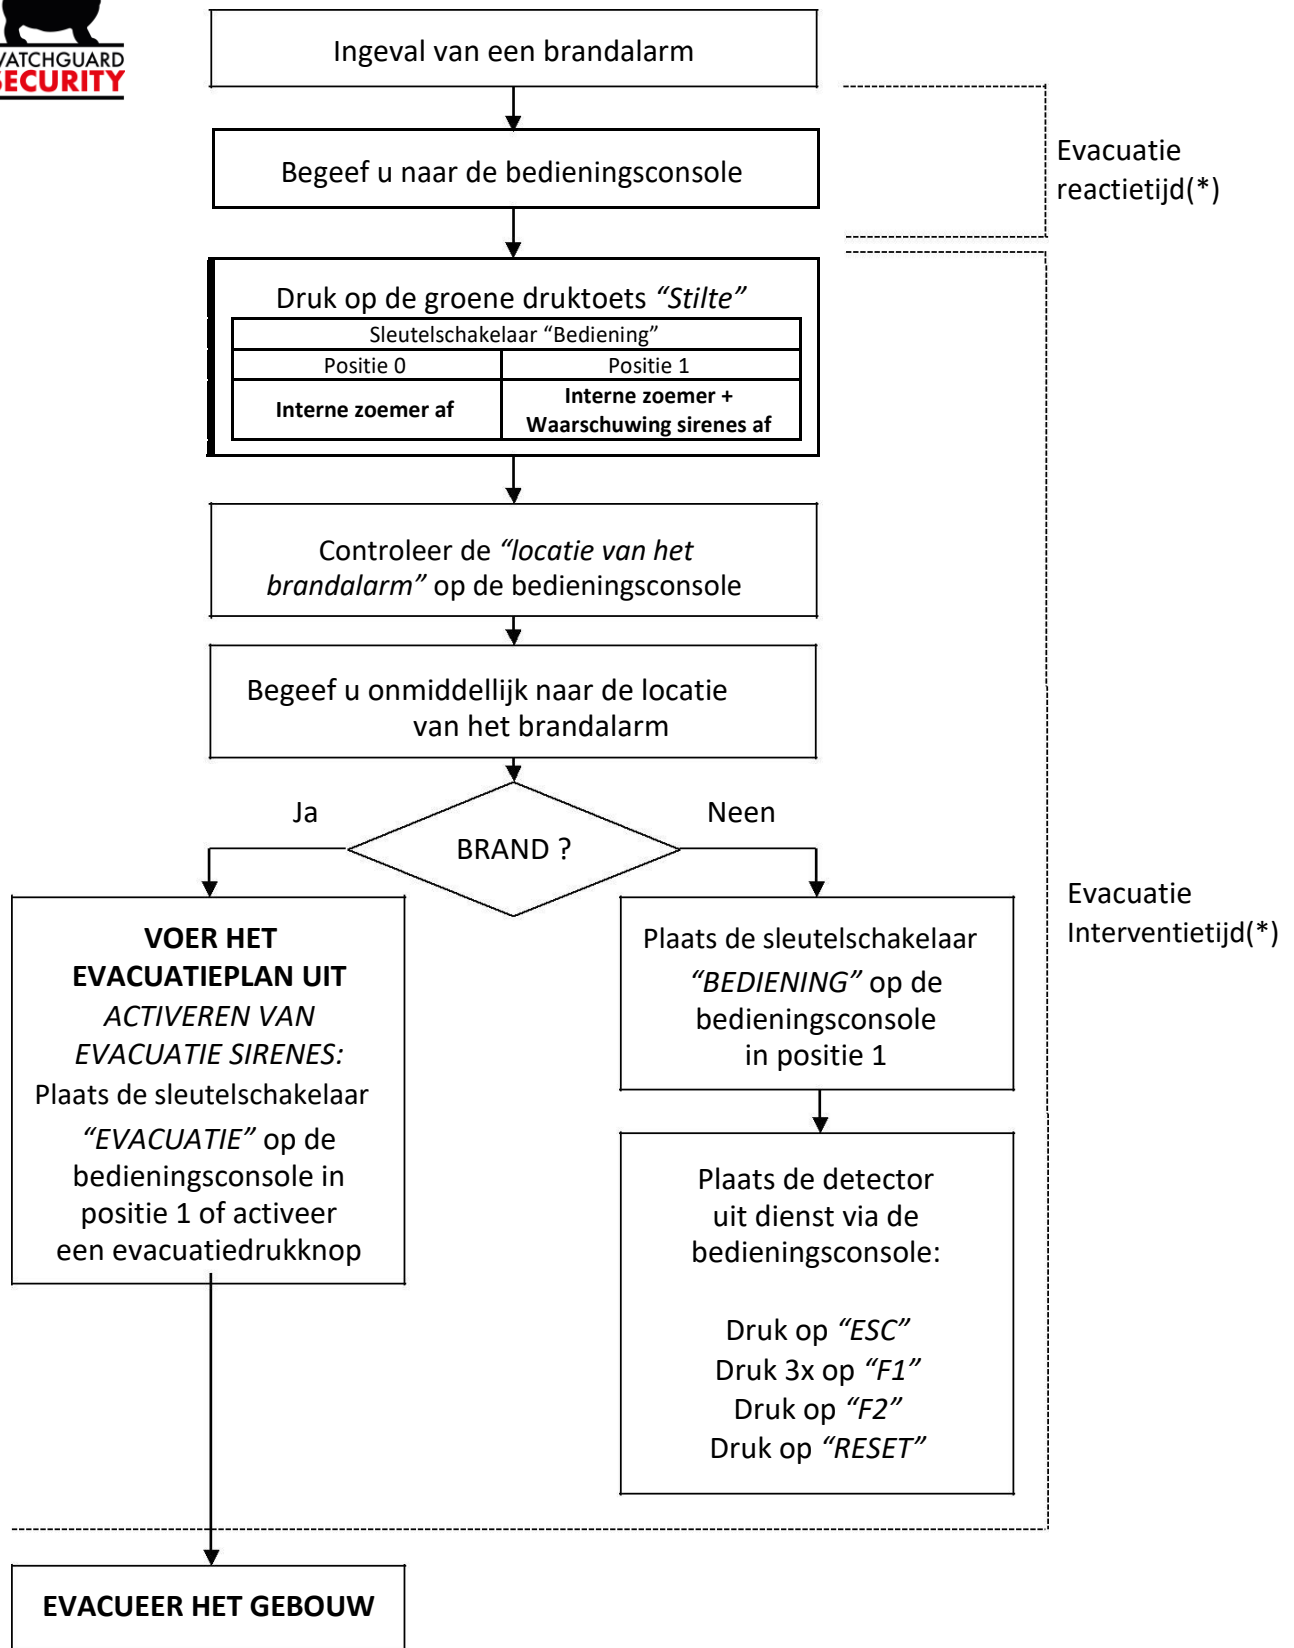 WATCHGUARD
SECURITY
Ingeval van een brandalarm
Begeef u naar de bedieningsconsole
Evacuatie
reactietijd(*)
Druk op de groene druktoets “Stilte”
Sleutelschakelaar “Bediening”
Positie 0
Positie 1
Interne zoemer af
Interne zoemer +
Waarschuwing sirenes af
Controleer de “locatie van het
brandalarm” op de bedieningsconsole
Begeef u onmiddellijk naar de locatie
van het brandalarm
Ja
Neen
BRAND ?
VOER HET
EVACUATIEPLAN UIT
ACTIVEREN VAN
EVACUATIE SIRENES:
Plaats de sleutelschakelaar
“EVACUATIE” op de
bedieningsconsole in
positie 1 of activeer
een evacuatiedrukknop
Plaats de sleutelschakelaar
“BEDIENING” op de
bedieningsconsole
in positie 1
Evacuatie
Interventietijd(*)
Plaats de detector
uit dienst via de
bedieningsconsole:
Druk op “ESC”
Druk 3x op “F1”
Druk op “F2”
Druk op “RESET”
EVACUEER HET GEBOUW